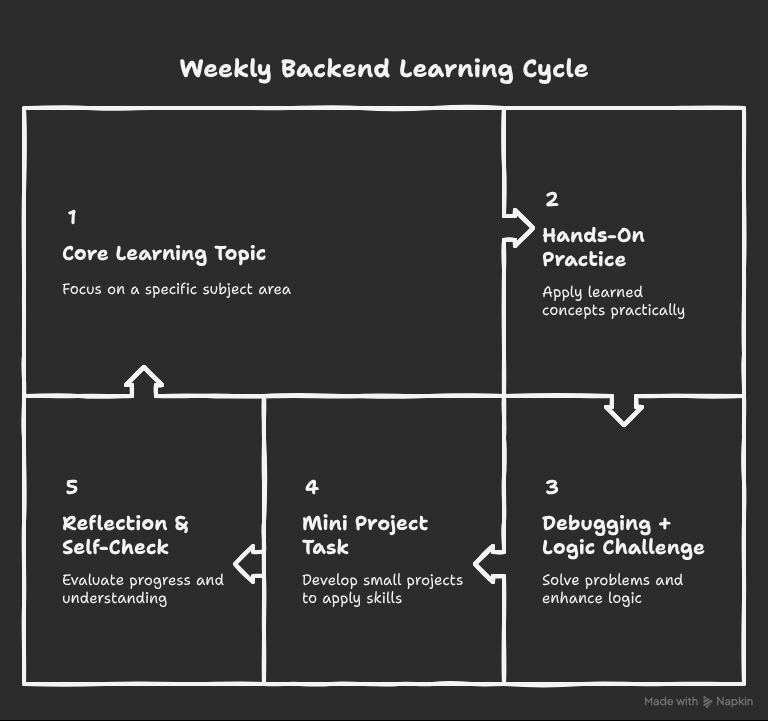 Weekly Backend Learning Cycle
1
Core Learning Topic
Focus on a specific subject area
2
Hands-On
Practice
Apply learned
concepts practically
3
Debugging +
Logic Challenge
Solve problems and
enhance logic
4
Mini Project
Task
Develop small projects
to apply skills
5
Reflection &
Self-Check
Evaluate progress and
understanding
Made with Napkin